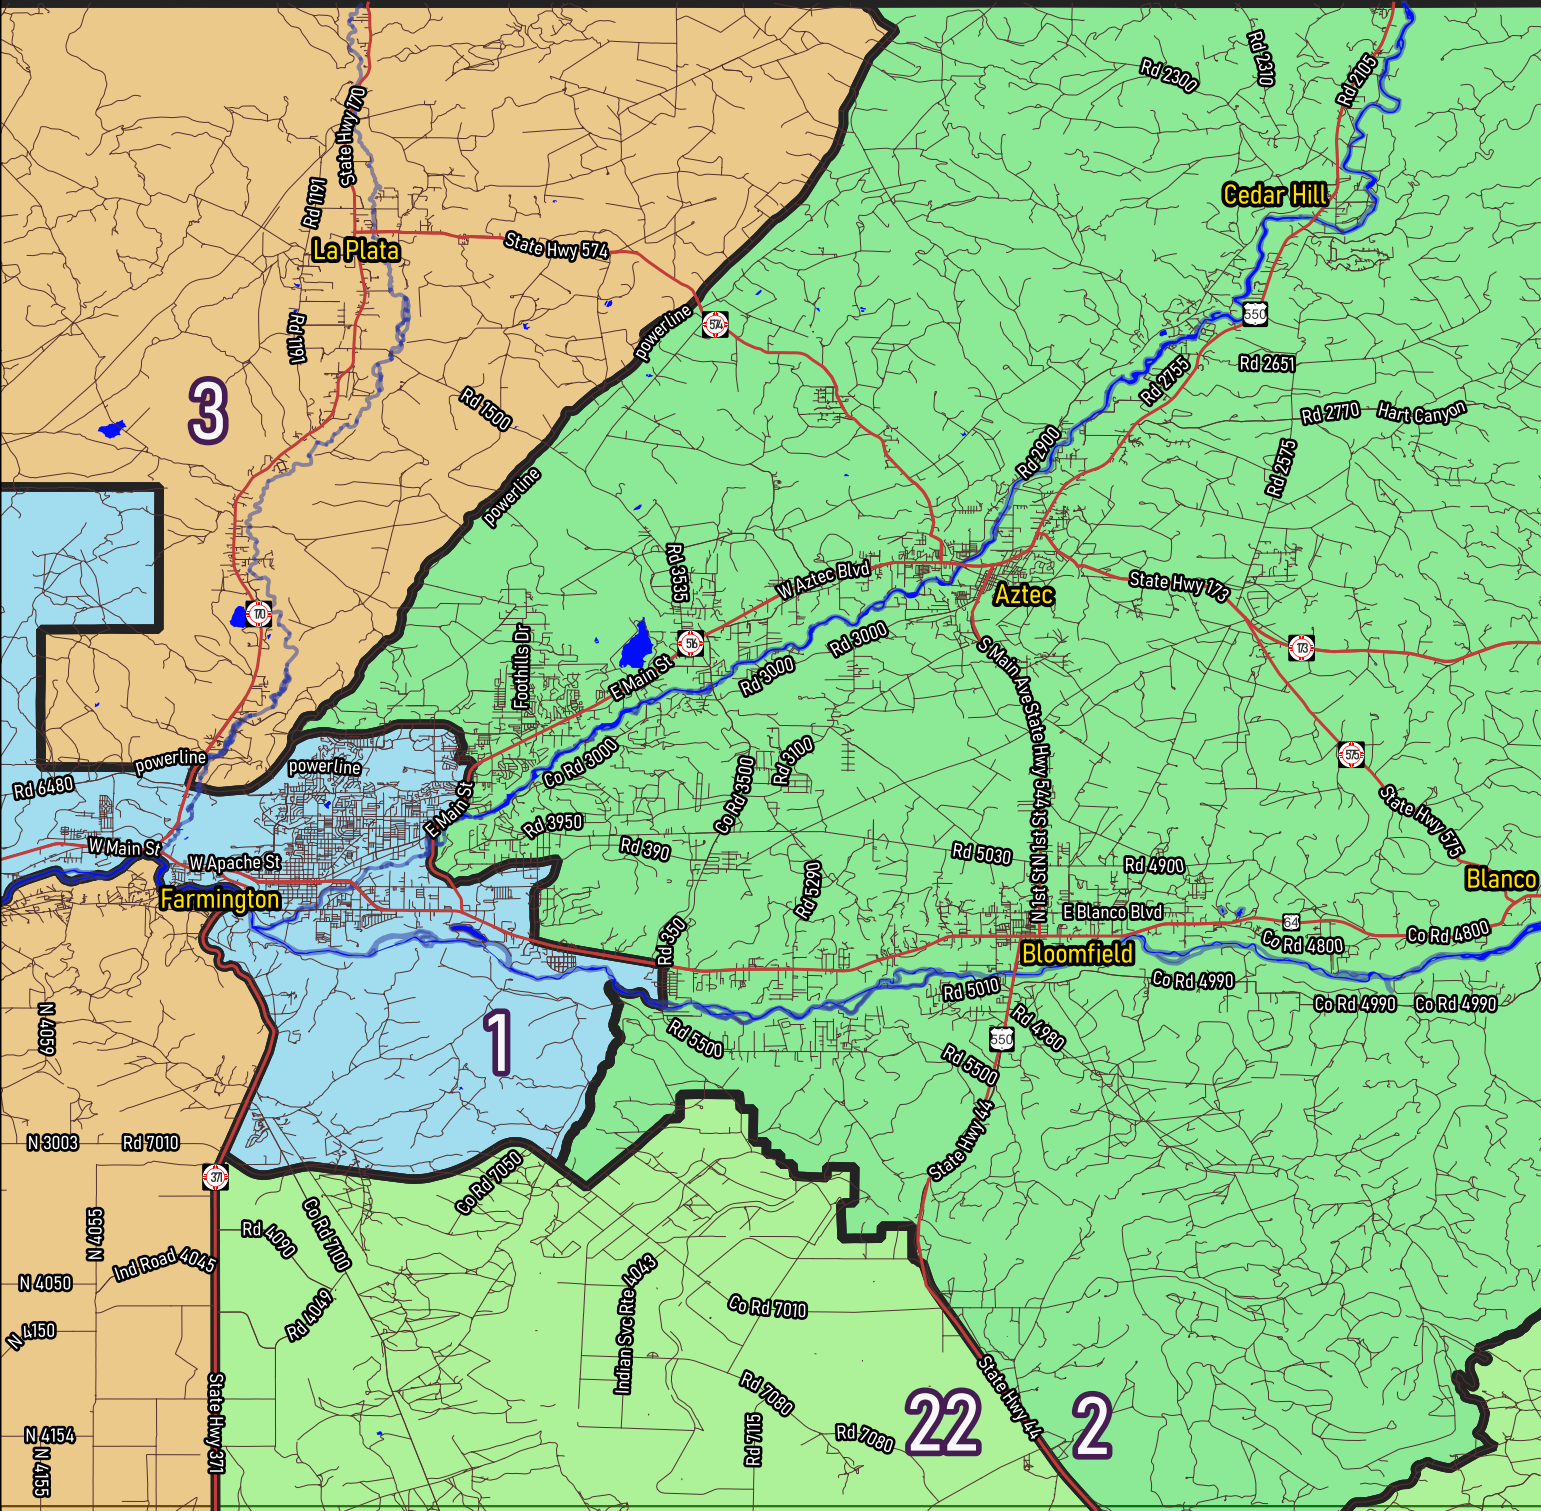 Rd 2310
Rd 2105
Rd 2300
State Hwy 170
Rd 1191
Cedar Hill
La Plata
State Hwy 574
550
574
powerline
Rd 1191
Rd 2651
Rd 2755
3
Rd 1500
Rd 2770
Hart Canyon
Rd 2900
Rd 2575
powerline
Rd 3535
W Aztec Blvd
State Hwy 173
Aztec
170
516
Rd 3000
173
Foothills Dr
E Main St
Rd 3000
S Main Ave
State Hwy 544
powerline
powerline
Co Rd 3000
Rd 3100
575
Rd 6480
Co Rd 3500
E Main St
Rd 3950
State Hwy 575
W Main St
W Apache St
Rd 390
Rd 5030
Rd 4900
Blanco
Farmington
Rd 5290
N 1st St
N 1st St
E Blanco Blvd
64
Rd 350
Co Rd 4800
Co Rd 4800
Bloomfield
Rd 5010
Co Rd 4990
Co Rd 4990
Co Rd 4990
N 4059
1
Rd 5500
Rd 4980
550
Rd 5500
State Hwy 44
N 3003
Rd 7010
371
Co Rd 7050
N 4055
Rd 4090
Co Rd 7100
Ind Road 4045
N 4050
Indian Svc Rte 4043
Co Rd 7010
Rd 4049
N 4150
State Hwy 371
Rd 7080
State Hwy 44
22
2
Rd 7115
Rd 7080
N 4154
N 4155